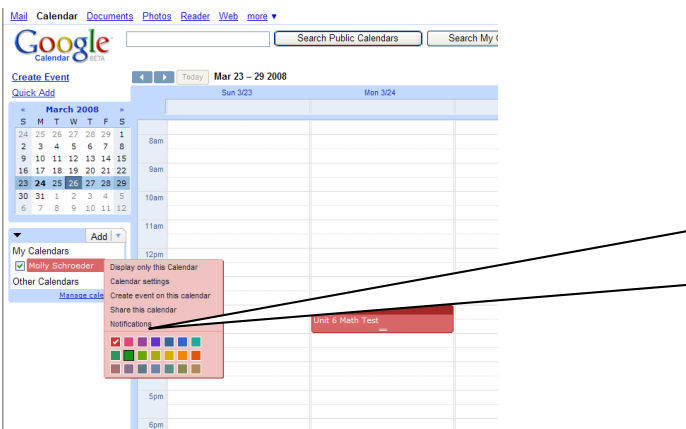 Mail Calendar Documents Photos Reader Web more ▼
Google
Calendar BETA
Search Public Calendars
Search My
Create Event
Quick Add
Today Mar 23 – 29 2008
Sun 3/23 Mon 3/24
« March 2008 »
S M T W T F S
24 25 26 27 28 29 1
2 3 4 5 6 7 8
9 10 11 12 13 14 15
16 17 18 19 20 21 22
23 24 25 26 27 28 29
30 31 1 2 3 4 5
6 7 8 9 10 11 12
8am
9am
10am
11am
12pm
5pm
6pm
Add
My Calendars
Molly Schroeder
Other Calendars
Manage
Display only this Calendar
Calendar settings
Create event on this calendar
Share this calendar
Notifications
Unit 6 Math Test